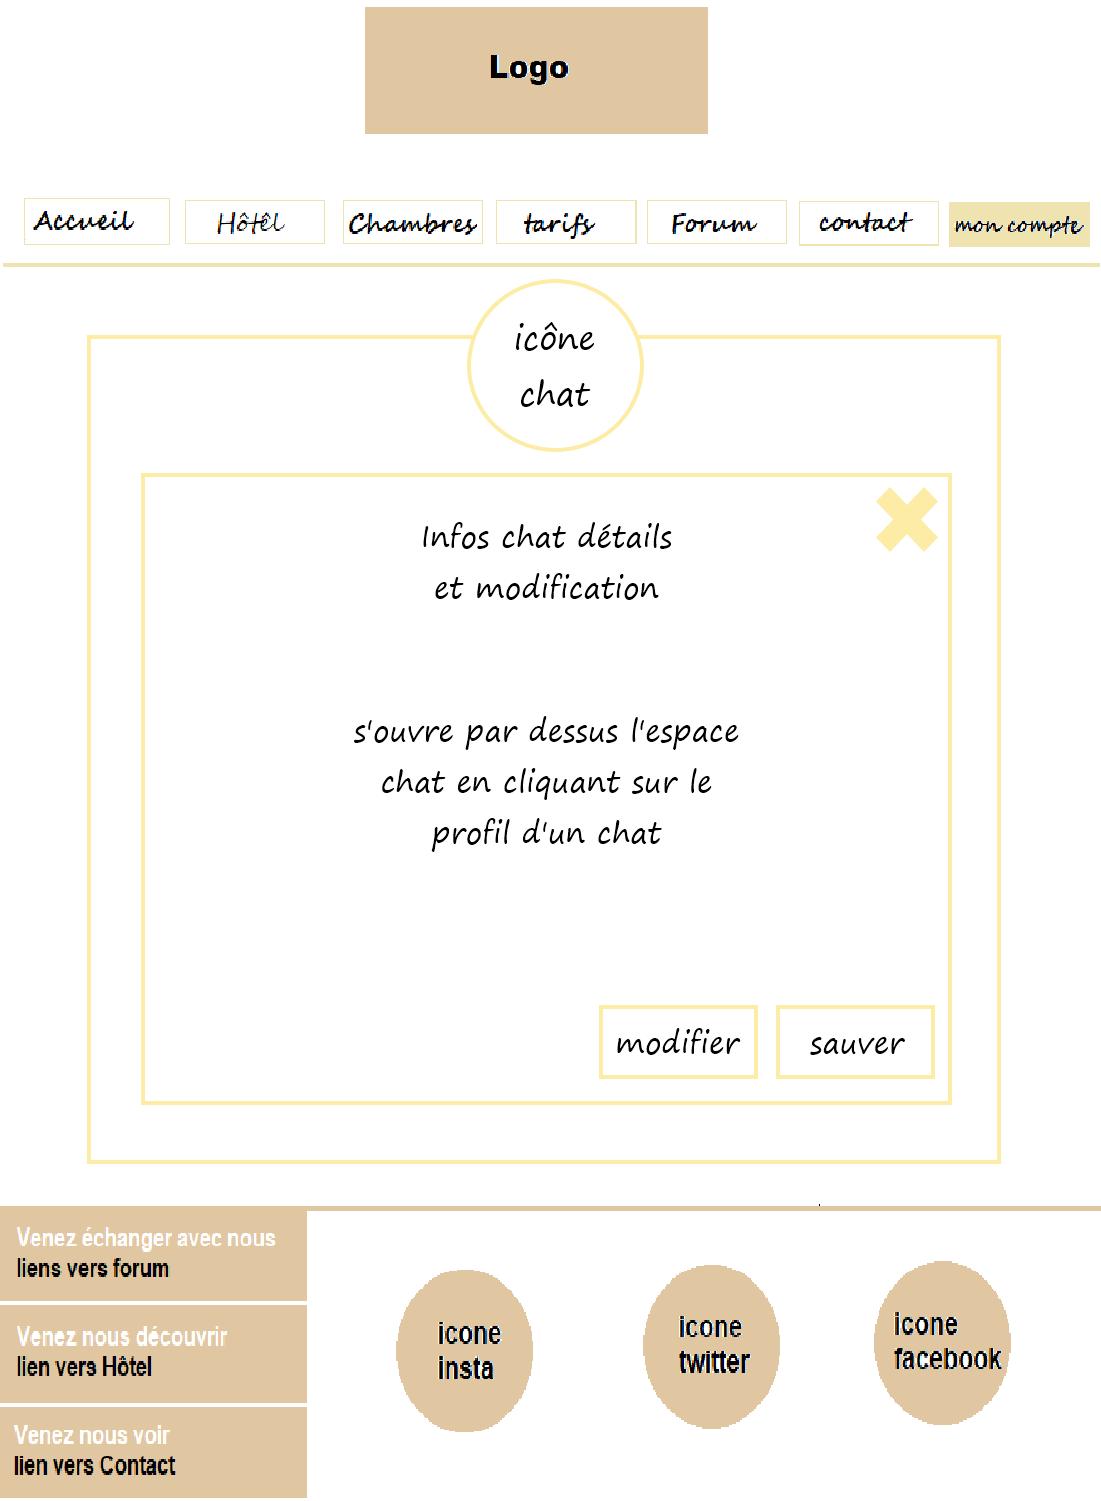 Logo
Accueil Hôtel Chambres tarifs Forum contact mon compte
icône
chat
Infos chat détails
et modification
s'ouvre par dessus l'espace
chat en cliquant sur le
profil d'un chat
modifier sauver
Venez échanger avec nous
liens vers forum
Venez nous découvrir
lien vers Hôtel
Venez nous voir
lien vers Contact
icone
insta
icone
twitter
icone
facebook